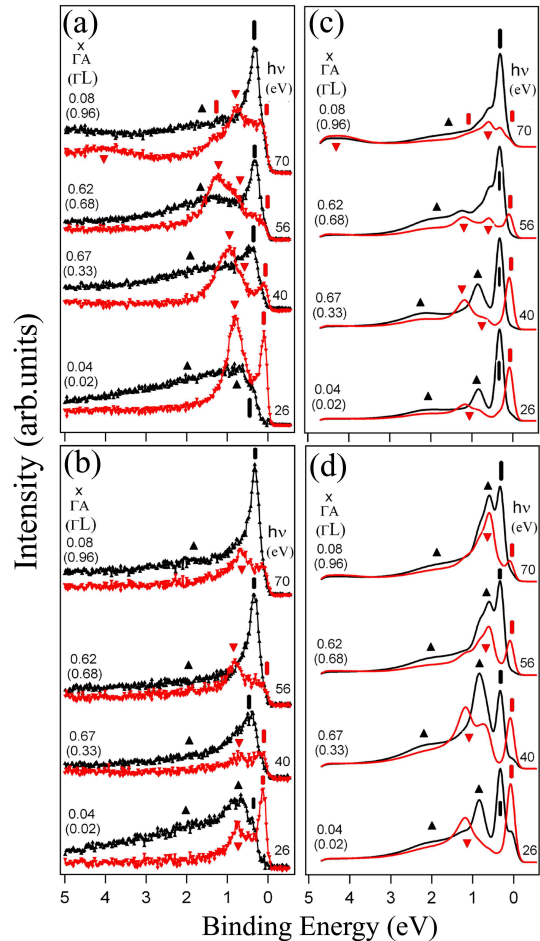 (a)
x
ΓA
(ΓL)
hν
(eV)
0.08
(0.96)
70
0.62
(0.68)
56
0.67
(0.33)
40
0.04
(0.02)
26
(c)
x
ΓA
(ΓL)
hν
(eV)
0.08
(0.96)
70
0.62
(0.68)
56
0.67
(0.33)
40
0.04
(0.02)
26
(b)
x
ΓA
(ΓL)
hν
(eV)
0.08
(0.96)
70
0.62
(0.68)
56
0.67
(0.33)
40
0.04
(0.02)
26
(d)
x
ΓA
(ΓL)
hν
(eV)
0.08
(0.96)
70
0.62
(0.68)
56
0.67
(0.33)
40
0.04
(0.02)
26
Intensity (arb.units)
5 4 3 2 1 0
5 4 3 2 1 0
Binding Energy (eV)